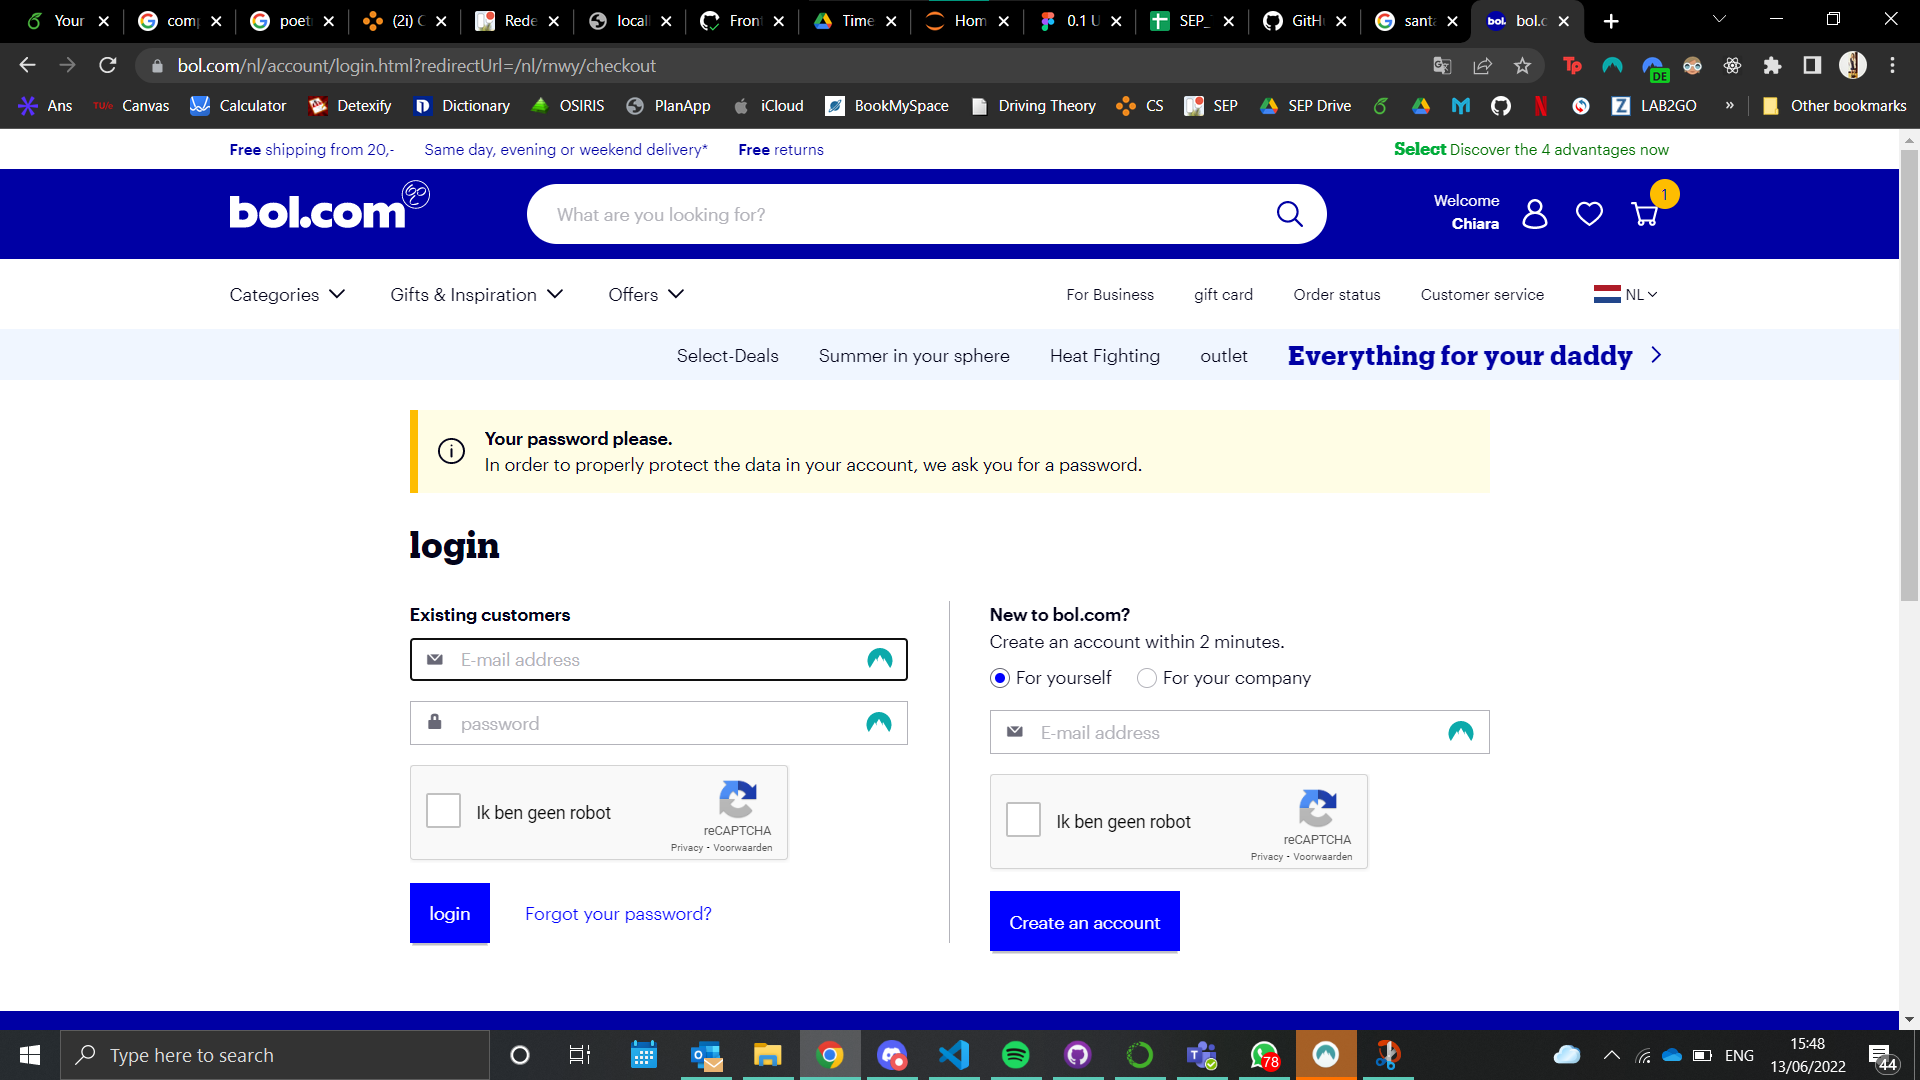 Your
comp
poet
(2i) C
Rede
locall
Front
Time
Hom
0.1 U
SEP_
GitHu
santa
bol.c
bol.com/nl/account/login.html?redirectUrl=/nl/rnwy/checkout
DE
Ans
Canvas
Calculator
Detexify
Dictionary
OSIRIS
PlanApp
iCloud
BookMySpace
Driving Theory
CS
SEP
SEP Drive
LAB2GO
»
Other bookmarks
Free shipping from 20,-
Same day, evening or weekend delivery*
Free returns
Select Discover the 4 advantages now
bol.com
What are you looking for?
Welcome
Chiara
1
Categories
Gifts & Inspiration
Offers
For Business
gift card
Order status
Customer service
NL
Select-Deals
Summer in your sphere
Heat Fighting
outlet
Everything for your daddy
Your password please.
In order to properly protect the data in your account, we ask you for a password.
login
Existing customers
E-mail address
password
Ik ben geen robot
reCAPTCHA
Privacy - Voorwaarden
login
Forgot your password?
New to bol.com?
Create an account within 2 minutes.
For yourself
For your company
E-mail address
Ik ben geen robot
reCAPTCHA
Privacy - Voorwaarden
Create an account
Type here to search
78
ENG
15:48
13/06/2022
44